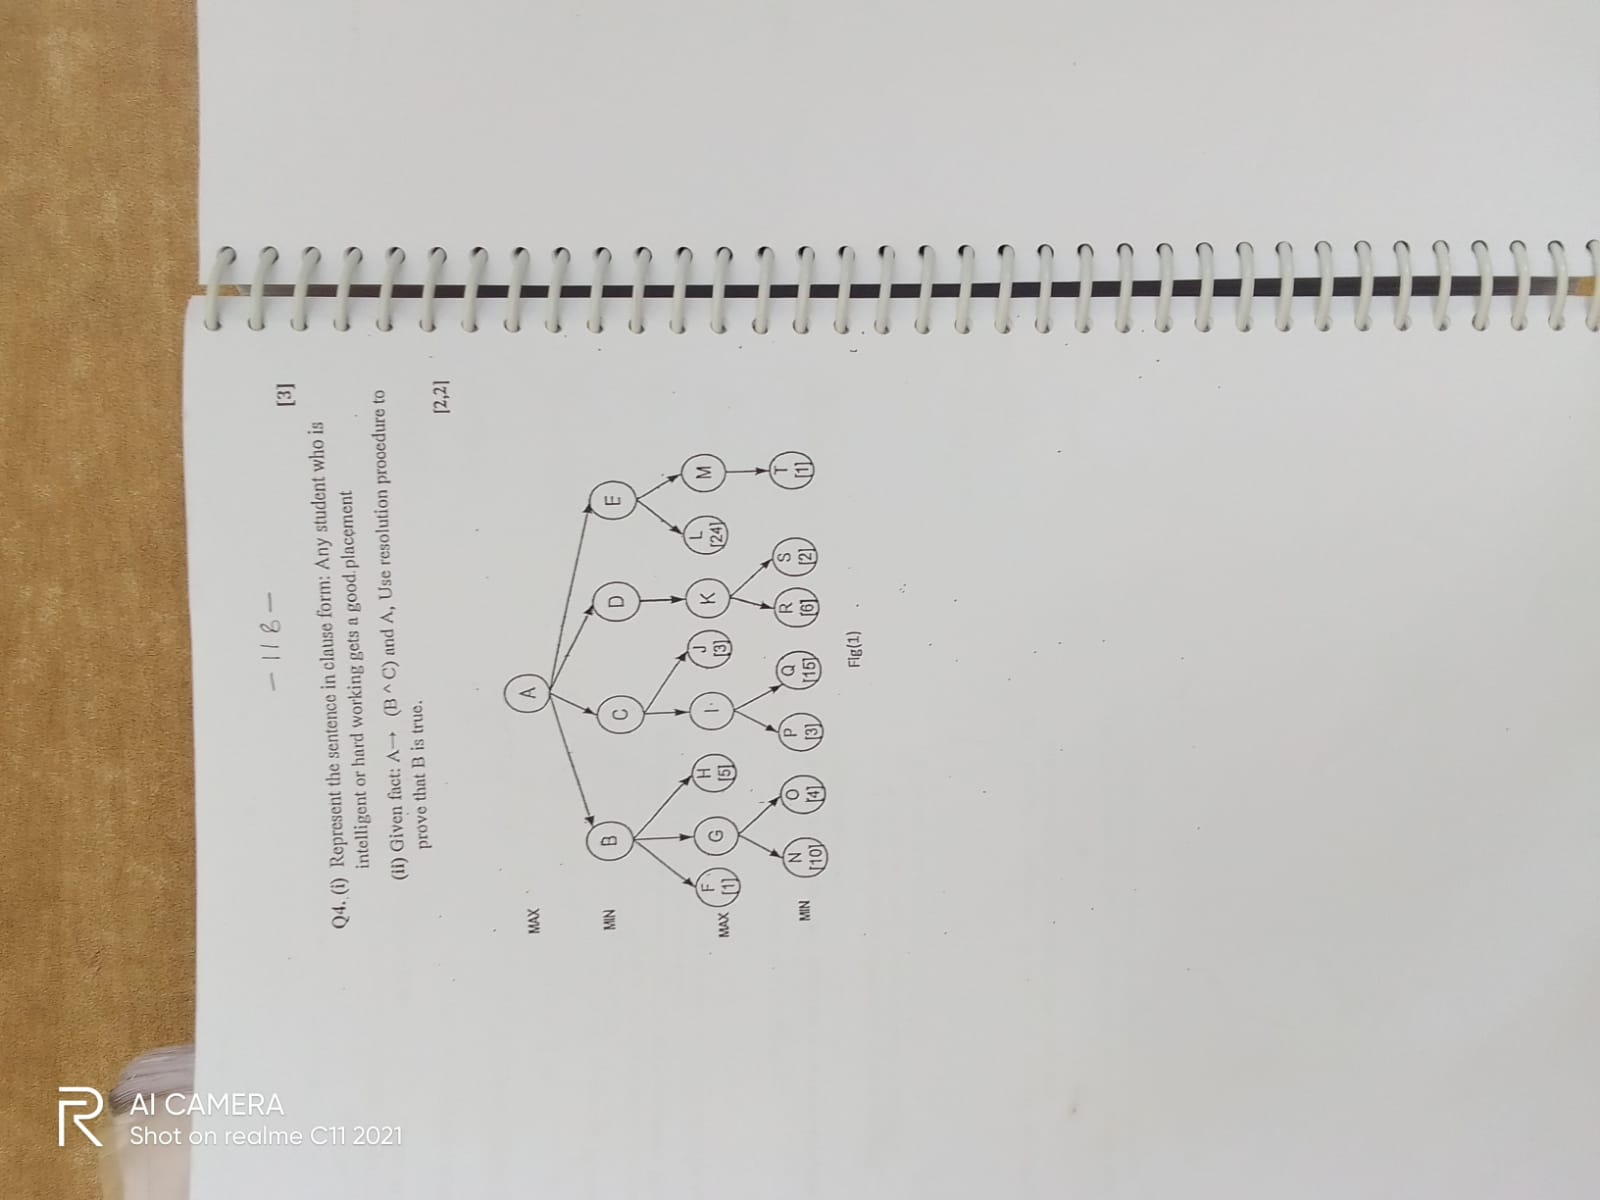 AI CAMERA
Shot on realme C11 2021
- 118 -
[3]
Q4. (i) Represent the sentence in clause form: Any student who is
intelligent or hard working gets a good placement
(ii) Given fact: A→ (B ^ C) and A, Use resolution procedure to
prove that B is true.
[2,2]
MAX A
MIN B C D E
MAX F [1] G H [5] I J [3] K L [24] M
MIN N [10] O [4] P [3] Q [15] R [6] S [2] T [1]
Fig(1)